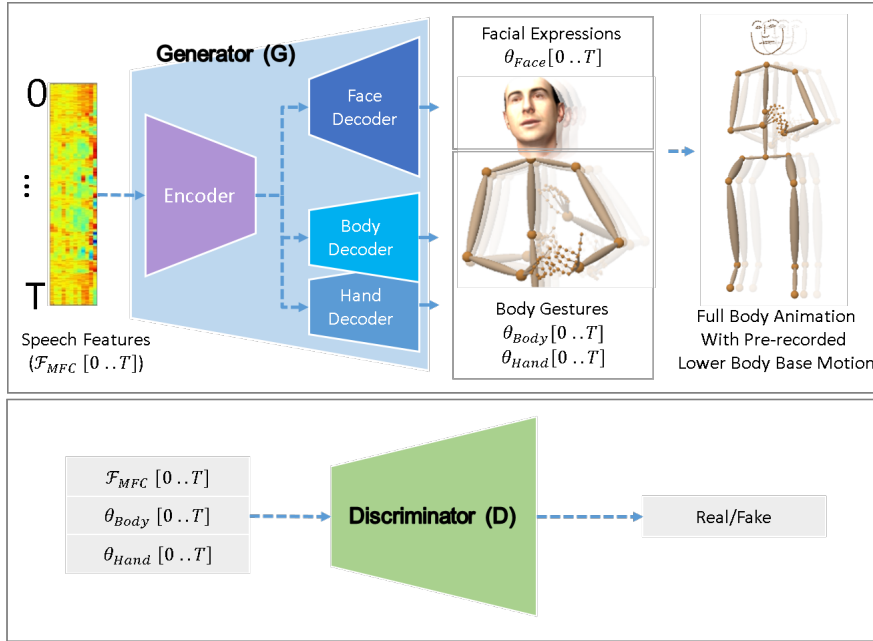 Generator (G)
0
⋮
T
Speech Features
(ℱ_MFC [0 .. T])
Encoder
Face
Decoder
Body
Decoder
Hand
Decoder
Facial Expressions
θ_Face[0 .. T]
Body Gestures
θ_Body[0 .. T]
θ_Hand[0 .. T]
Full Body Animation
With Pre-recorded
Lower Body Base Motion
ℱ_MFC [0 .. T]
θ_Body [0 .. T]
θ_Hand [0 .. T]
Discriminator (D)
Real/Fake